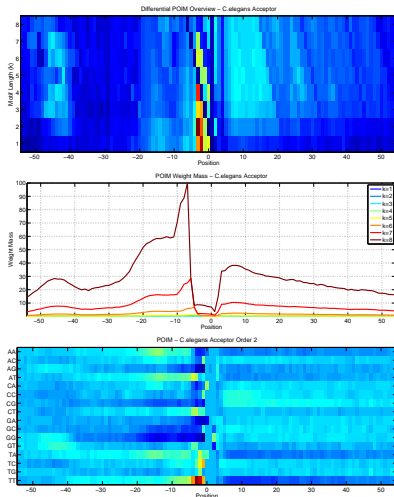 Differential POIM Overview – C.elegans Acceptor
Motif Length (k)
8
7
6
5
4
3
2
1
-50 -40 -30 -20 -10 0 10 20 30 40 50
Position
POIM Weight Mass – C.elegans Acceptor
Weight Mass
100
90
80
70
60
50
40
30
20
10
k=1
k=2
k=3
k=4
k=5
k=6
k=7
k=8
-50 -40 -30 -20 -10 0 10 20 30 40 50
Position
POIM – C.elegans Acceptor Order 2
AA
AC
AG
AT
CA
CC
CG
CT
GA
GC
GG
GT
TA
TC
TG
TT
-50 -40 -30 -20 -10 0 10 20 30 40 50
Position